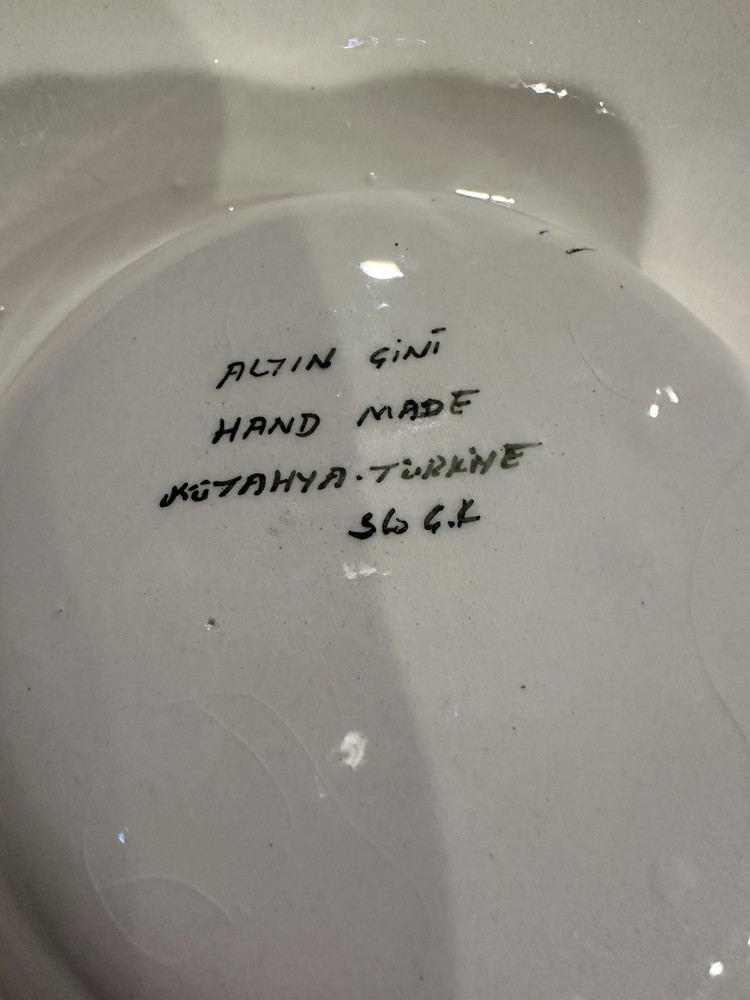 ALTIN ÇİNİ
HAND MADE
KÜTAHYA.TÜRKİYE
Ç.K